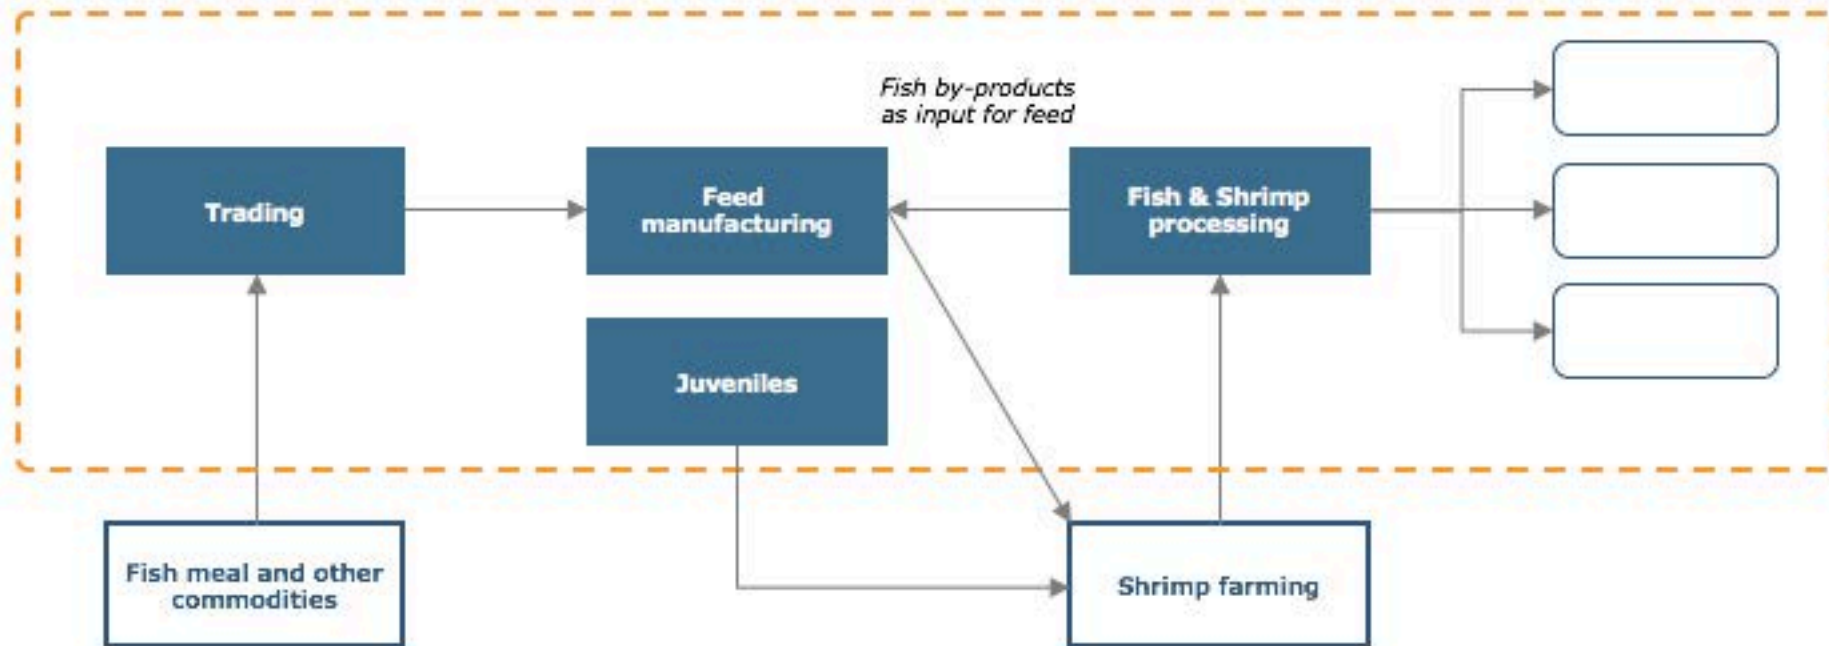 Fish by-products
as input for feed
Trading
Feed
manufacturing
Fish & Shrimp
processing
Juveniles
Fish meal and other
commodities
Shrimp farming